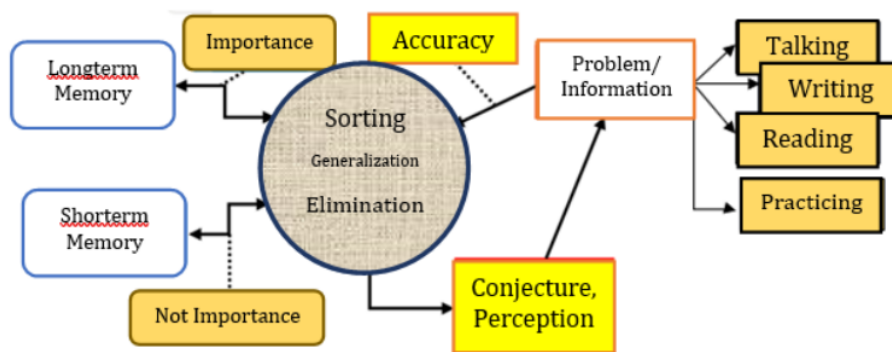 Importance
Accuracy
Longterm
Memory
Problem/
Information
Talking
Writing
Reading
Practicing
Sorting
Generalization
Elimination
Shorterm
Memory
Not Importance
Conjecture,
Perception